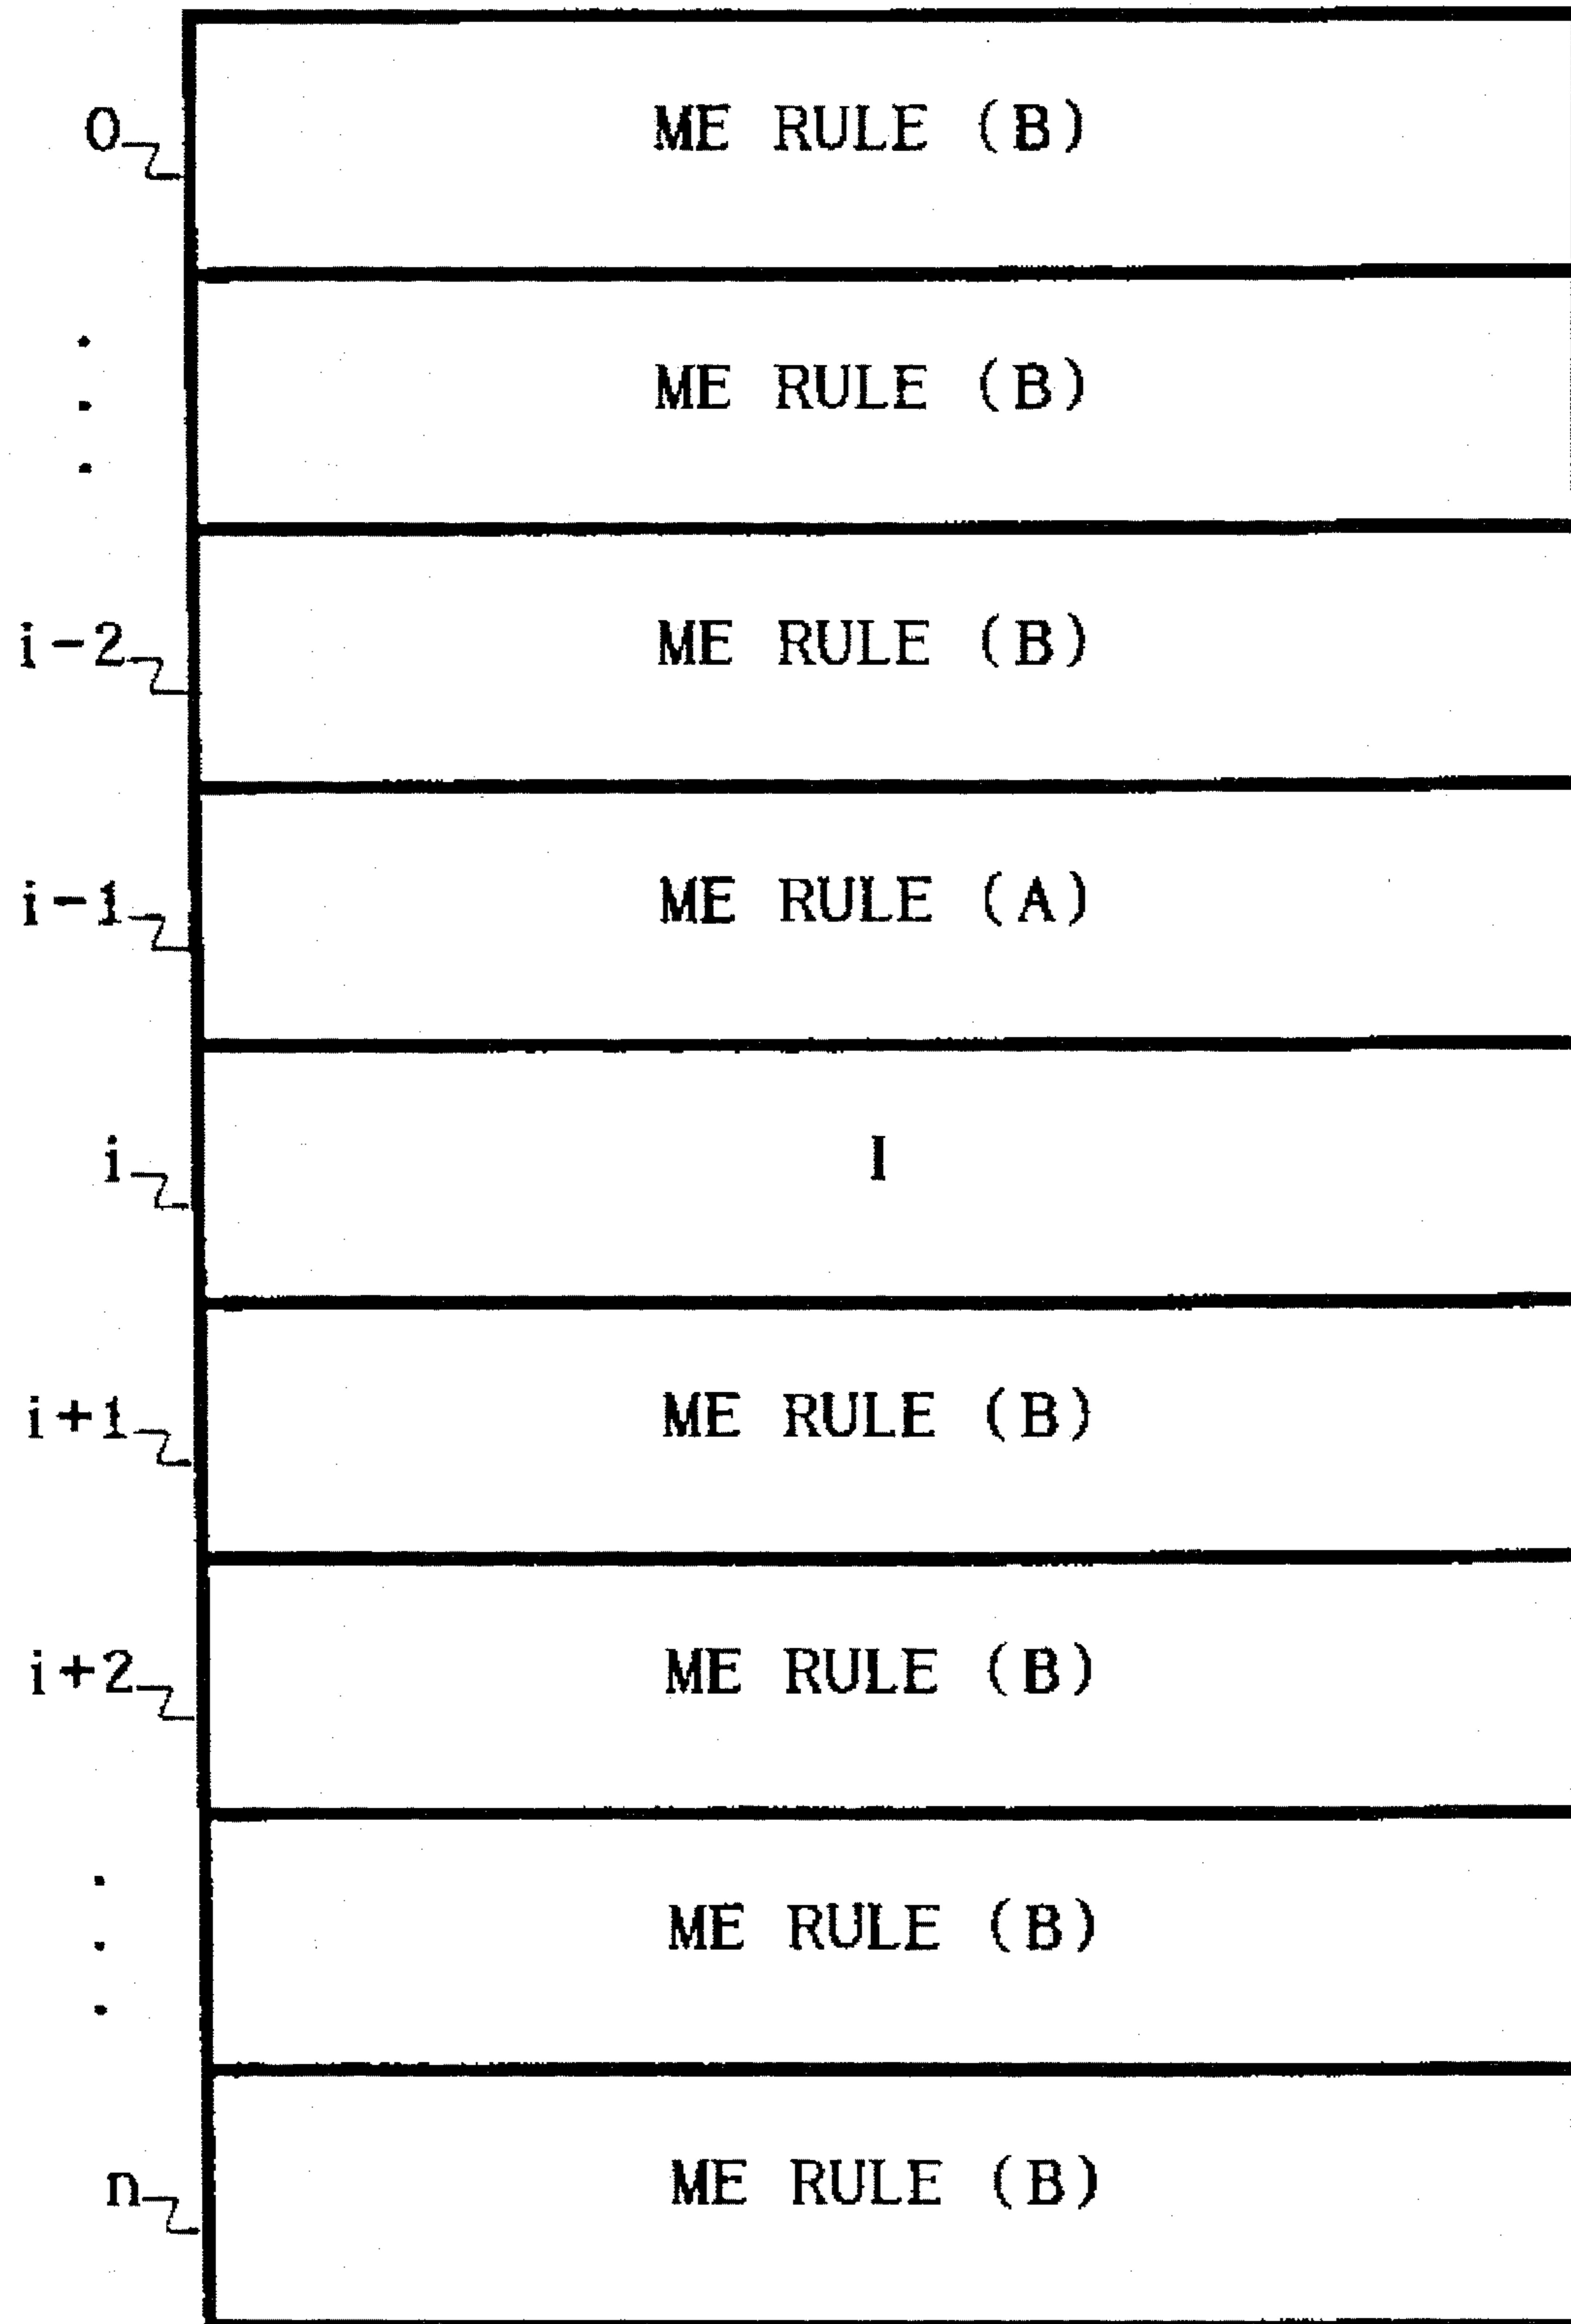 0 ME RULE (B)
ME RULE (B)
i-2 ME RULE (B)
i-1 ME RULE (A)
i I
i+1 ME RULE (B)
i+2 ME RULE (B)
ME RULE (B)
n ME RULE (B)